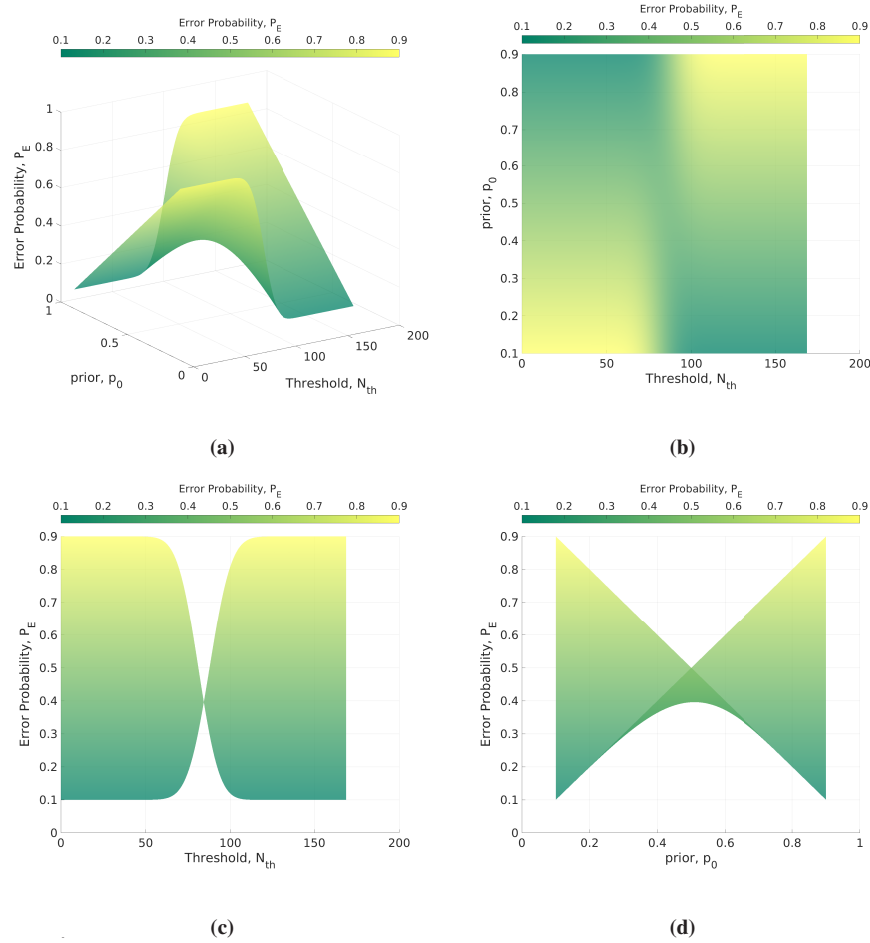 Error Probability, P_E
0.1 0.2 0.3 0.4 0.5 0.6 0.7 0.8 0.9
1
0.8
0.6
0.4
0.2
0
Error Probability, P_E
1
0.5
0
prior, p_0
0 50 100 150 200
Threshold, N_th
(a)
Error Probability, P_E
0.1 0.2 0.3 0.4 0.5 0.6 0.7 0.8 0.9
0.9
0.8
0.7
0.6
0.5
0.4
0.3
0.2
0.1
prior, p_0
0 50 100 150 200
Threshold, N_th
(b)
Error Probability, P_E
0.1 0.2 0.3 0.4 0.5 0.6 0.7 0.8 0.9
0.9
0.8
0.7
0.6
0.5
0.4
0.3
0.2
0.1
0
Error Probability, P_E
0 50 100 150 200
Threshold, N_th
(c)
Error Probability, P_E
0.1 0.2 0.3 0.4 0.5 0.6 0.7 0.8 0.9
0.9
0.8
0.7
0.6
0.5
0.4
0.3
0.2
0.1
0
Error Probability, P_E
0 0.2 0.4 0.6 0.8 1
prior, p_0
(d)